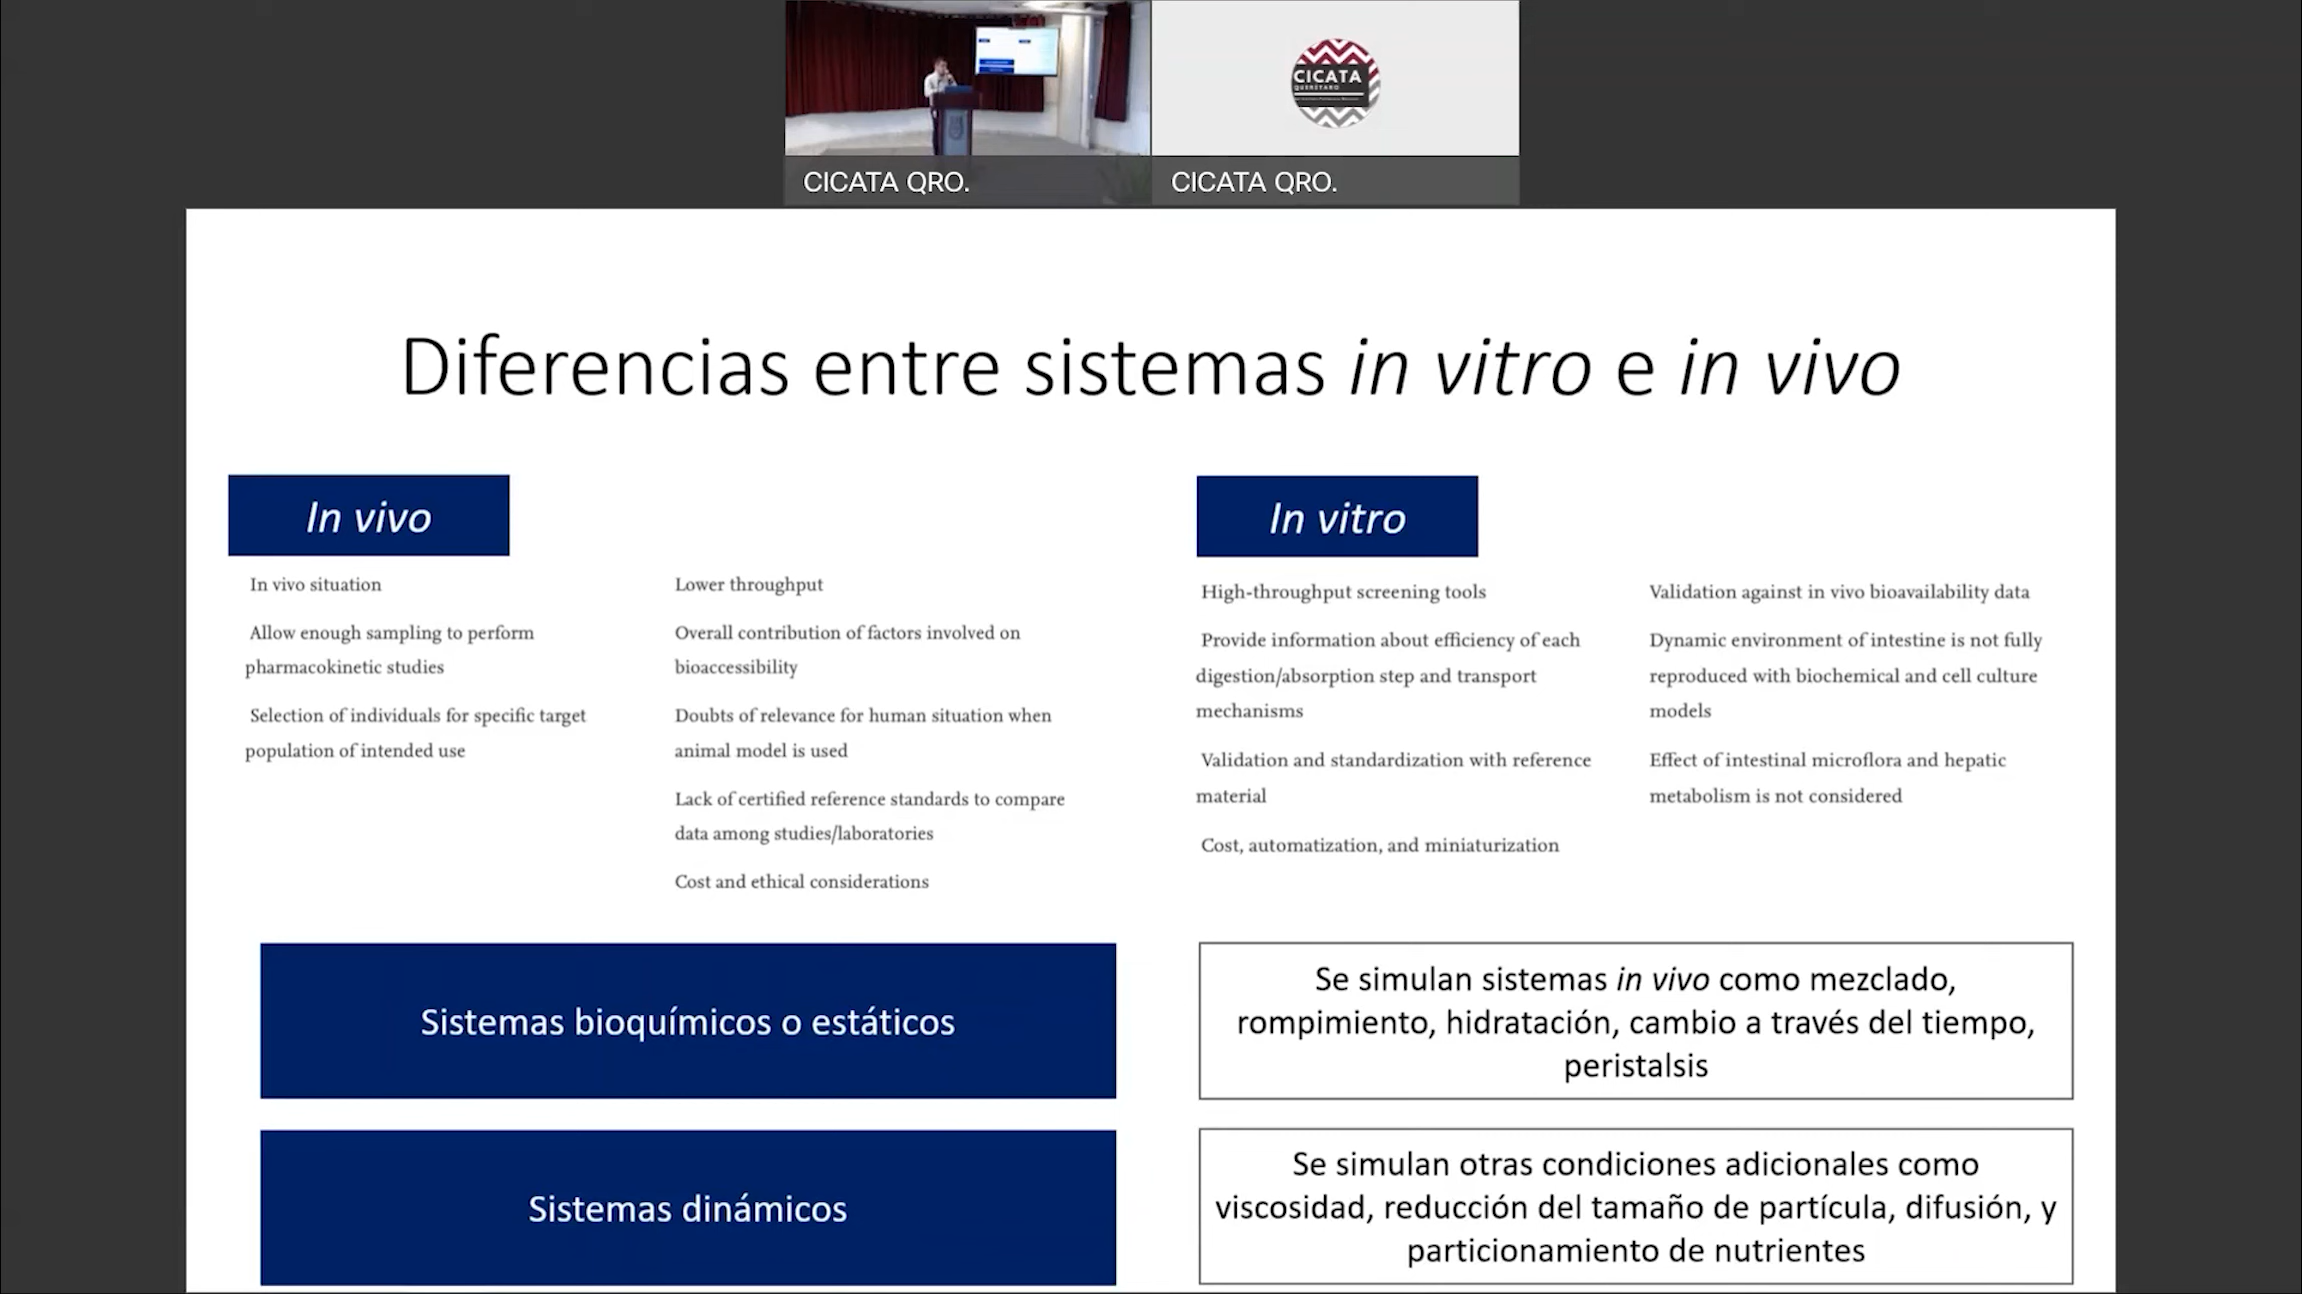 CICATA
QUERÉTARO
CICATA QRO.
CICATA QRO.
Diferencias entre sistemas in vitro e in vivo
In vivo
In vivo situation
Allow enough sampling to perform
pharmacokinetic studies
Selection of individuals for specific target
population of intended use
Lower throughput
Overall contribution of factors involved on
bioaccessibility
Doubts of relevance for human situation when
animal model is used
Lack of certified reference standards to compare
data among studies/laboratories
Cost and ethical considerations
In vitro
High-throughput screening tools
Provide information about efficiency of each
digestion/absorption step and transport
mechanisms
Validation and standardization with reference
material
Cost, automatization, and miniaturization
Validation against in vivo bioavailability data
Dynamic environment of intestine is not fully
reproduced with biochemical and cell culture
models
Effect of intestinal microflora and hepatic
metabolism is not considered
Sistemas bioquímicos o estáticos
Se simulan sistemas in vivo como mezclado,
rompimiento, hidratación, cambio a través del tiempo,
peristalsis
Sistemas dinámicos
Se simulan otras condiciones adicionales como
viscosidad, reducción del tamaño de partícula, difusión, y
particionamiento de nutrientes